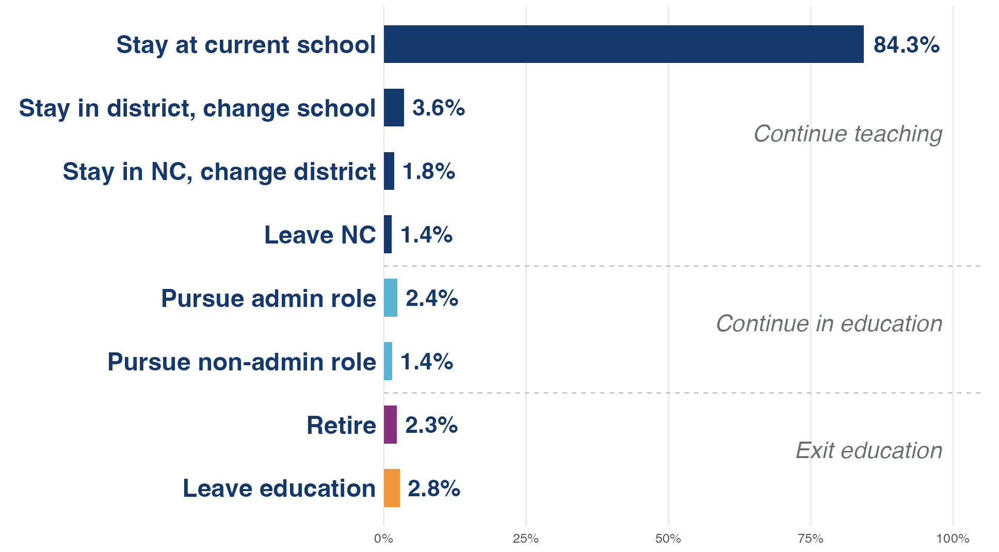 Stay at current school 84.3%
Stay in district, change school 3.6%
Continue teaching
Stay in NC, change district 1.8%
Leave NC 1.4%
Pursue admin role 2.4%
Continue in education
Pursue non-admin role 1.4%
Retire 2.3%
Exit education
Leave education 2.8%
0% 25% 50% 75% 100%